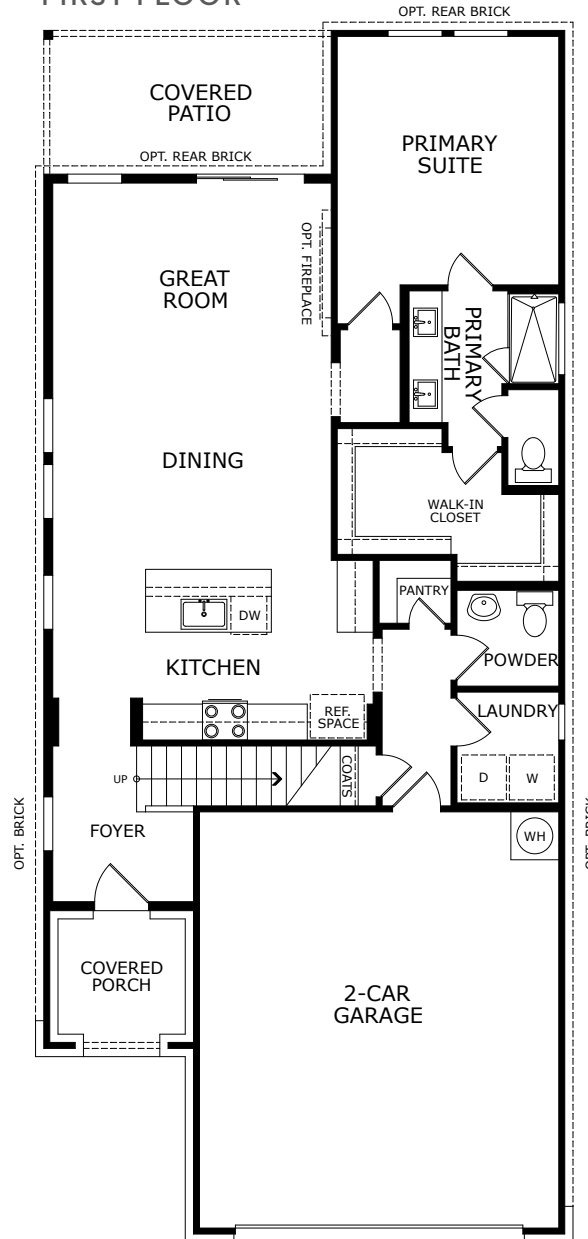 FIRST FLOOR
OPT. REAR BRICK
COVERED
PATIO
OPT. REAR BRICK
PRIMARY
SUITE
GREAT
ROOM
OPT. FIREPLACE
PRIMARY
BATH
DINING
WALK-IN
CLOSET
PANTRY
DW
KITCHEN
POWDER
REF.
SPACE
LAUNDRY
UP
COATS
D
W
OPT. BRICK
FOYER
WH
OPT. BRICK
COVERED
PORCH
2-CAR
GARAGE